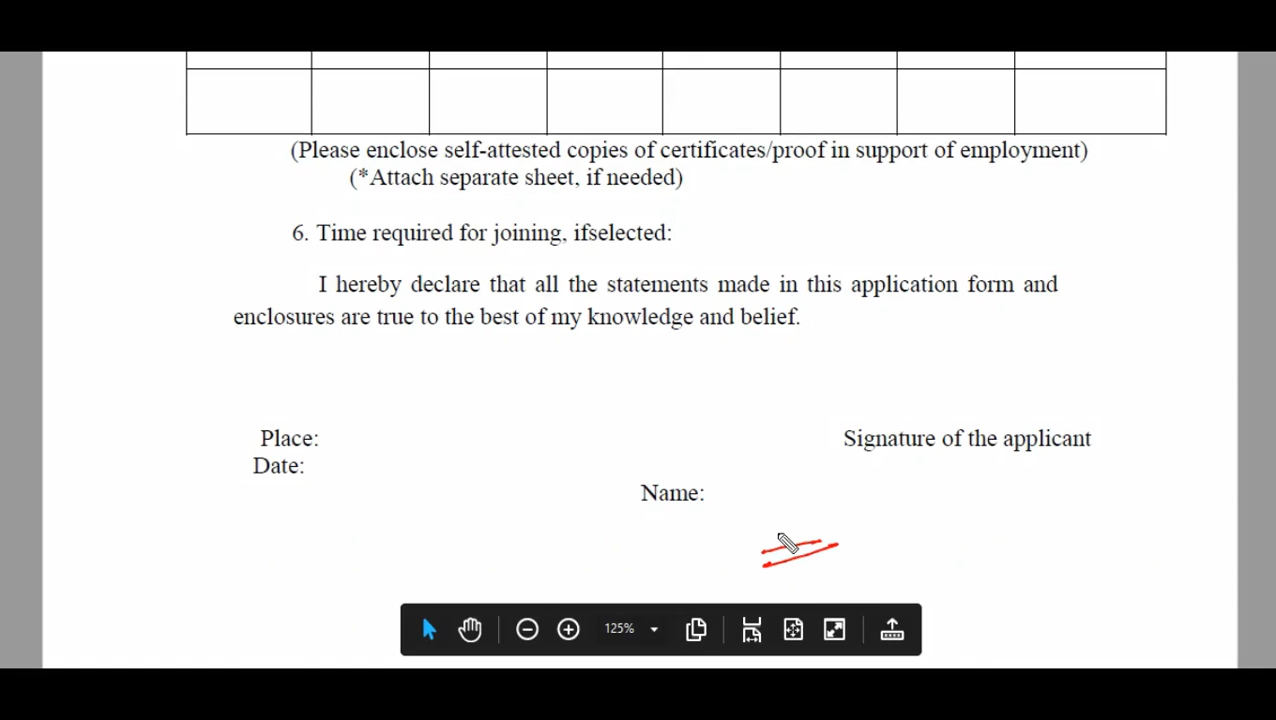 (Please enclose self-attested copies of certificates/proof in support of employment)
(*Attach separate sheet, if needed)
6. Time required for joining, ifselected:
I hereby declare that all the statements made in this application form and
enclosures are true to the best of my knowledge and belief.
Place:
Signature of the applicant
Date:
Name:
125%